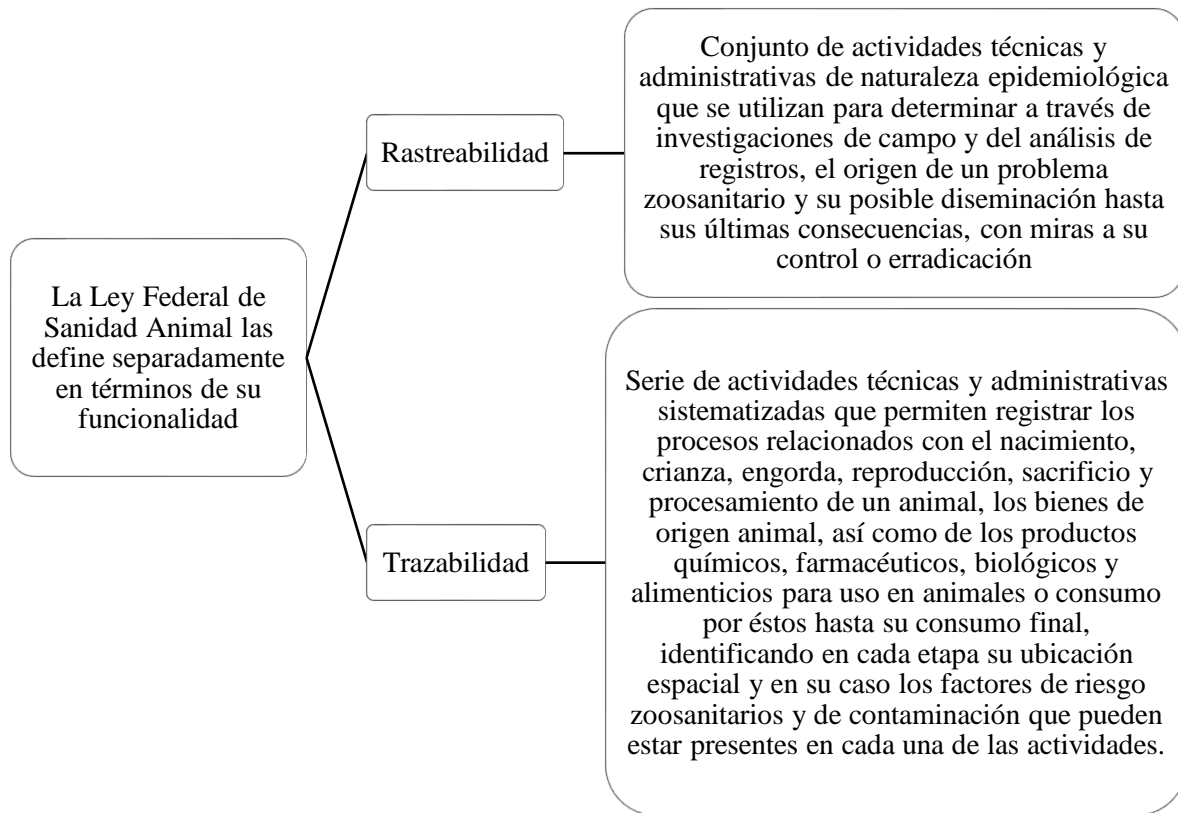 La Ley Federal de
Sanidad Animal las
define separadamente
en términos de su
funcionalidad
Rastreabilidad
Conjunto de actividades técnicas y
administrativas de naturaleza epidemiológica
que se utilizan para determinar a través de
investigaciones de campo y del análisis de
registros, el origen de un problema
zoosanitario y su posible diseminación hasta
sus últimas consecuencias, con miras a su
control o erradicación
Trazabilidad
Serie de actividades técnicas y administrativas
sistematizadas que permiten registrar los
procesos relacionados con el nacimiento,
crianza, engorda, reproducción, sacrificio y
procesamiento de un animal, los bienes de
origen animal, así como de los productos
químicos, farmacéuticos, biológicos y
alimenticios para uso en animales o consumo
por éstos hasta su consumo final,
identificando en cada etapa su ubicación
espacial y en su caso los factores de riesgo
zoosanitarios y de contaminación que pueden
estar presentes en cada una de las actividades.